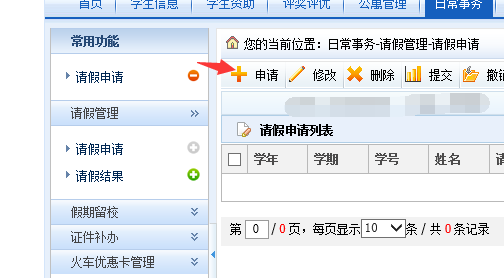 首页 学生信息 学生资助 评奖评优 公寓管理 日常事务
常用功能
请假申请
请假管理
请假申请
请假结果
假期留校
证件补办
火车优惠卡管理
您的当前位置：日常事务-请假管理-请假申请
申请 修改 删除 提交 撤销
请假申请列表
学年 学期 学号 姓名
第 0 / 0 页，每页显示 10 条 / 共 0 条记录